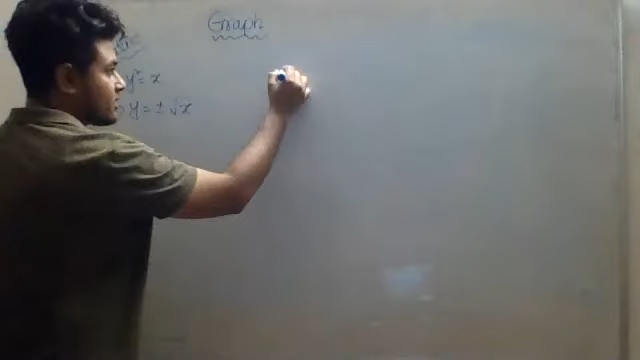 Graph
y² = x
y = ± √x